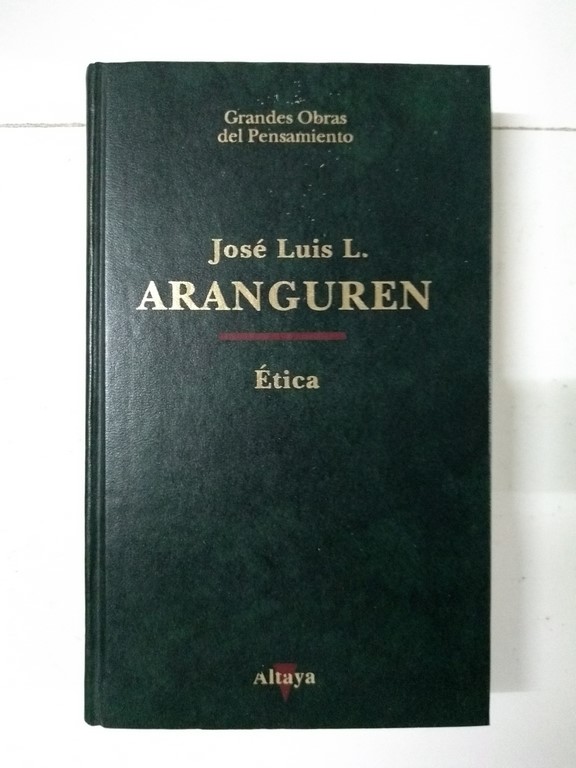 Grandes Obras
del Pensamiento
José Luis L.
ARANGUREN
Ética
Altaya